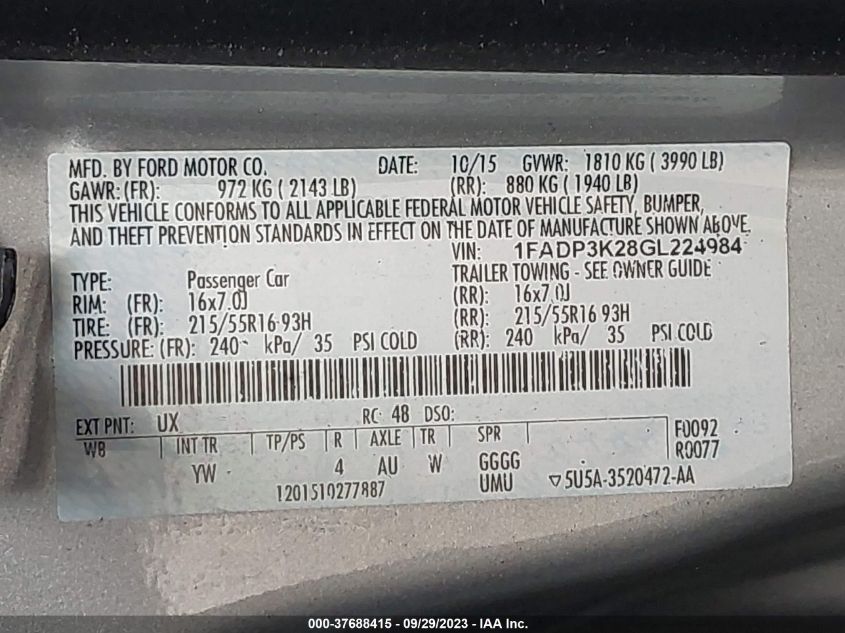 MFD. BY FORD MOTOR CO. DATE: 10/15 GVWR: 1810 KG ( 3990 LB)
GAWR: (FR): 972 KG ( 2143 LB) (RR): 880 KG ( 1940 LB)
THIS VEHICLE CONFORMS TO ALL APPLICABLE FEDERAL MOTOR VEHICLE SAFETY, BUMPER,
AND THEFT PREVENTION STANDARDS IN EFFECT ON THE DATE OF MANUFACTURE SHOWN ABOVE.
VIN: 1FADP3K28GL224984
TYPE: Passenger Car TRAILER TOWING - SEE OWNER GUIDE
RIM: (FR): 16x7.0J (RR): 16x7.0J
TIRE: (FR): 215/55R16 93H (RR): 215/55R16 93H
PRESSURE: (FR): 240 kPa/ 35 PSI COLD (RR): 240 kPa/ 35 PSI COLD
EXT PNT: UX RC: 48 DSO:
WB INT TR TP/PS R AXLE TR SPR F0092
YW 4 AU W GGGG R0077
1201510277887 UMU ▽5U5A-3520472-AA
000-37688415 - 09/29/2023 - IAA Inc.